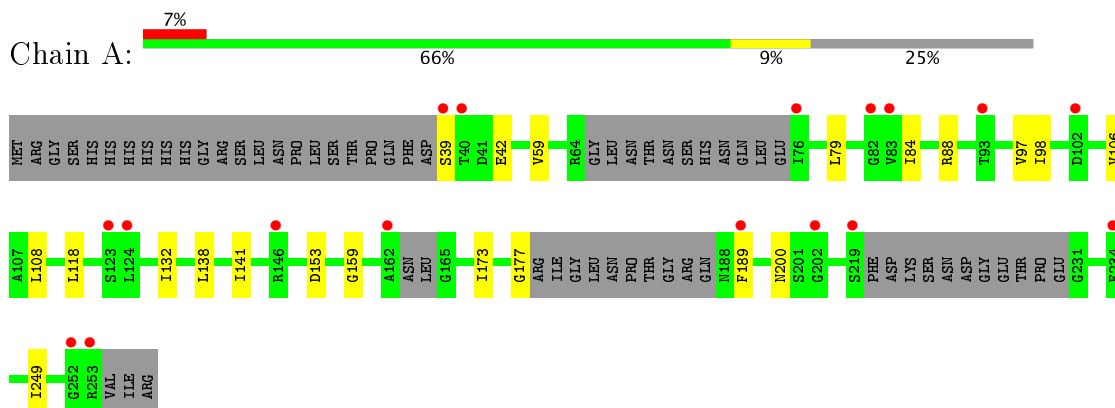 7%
Chain A:
66% 9% 25%
MET ARG GLY SER HIS HIS HIS HIS HIS HIS GLY ARG SER LEU ASN PRO LEU SER THR PRO GLN PHE ASP S39 T40 D41 E42 V59 R64 GLY LEU ASN THR ASN SER HIS ASN GLN LEU GLU I76 L79 G82 V83 I84 R88 T93 V97 I98 D102 V106
A107 L108 L118 S123 L124 I132 L138 I141 R146 D153 G159 A162 ASN LEU G165 I173 G177 ARG ILE GLY LEU ASN PRO THR GLY ARG GLN N188 F189 N200 S201 G202 S219 PHE ASP LYS SER ASN ASP GLY GLU THR PRO GLU G231
I249 G252 R253 VAL ILE ARG